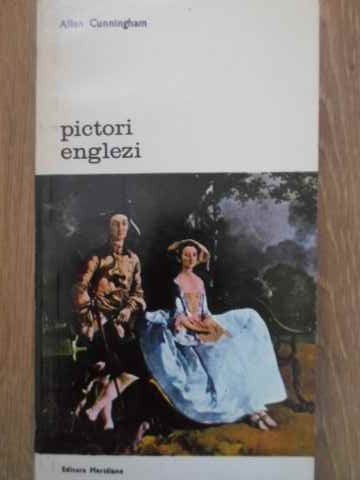 Allan Cunningham
pictori
englezi
Editura Meridiane